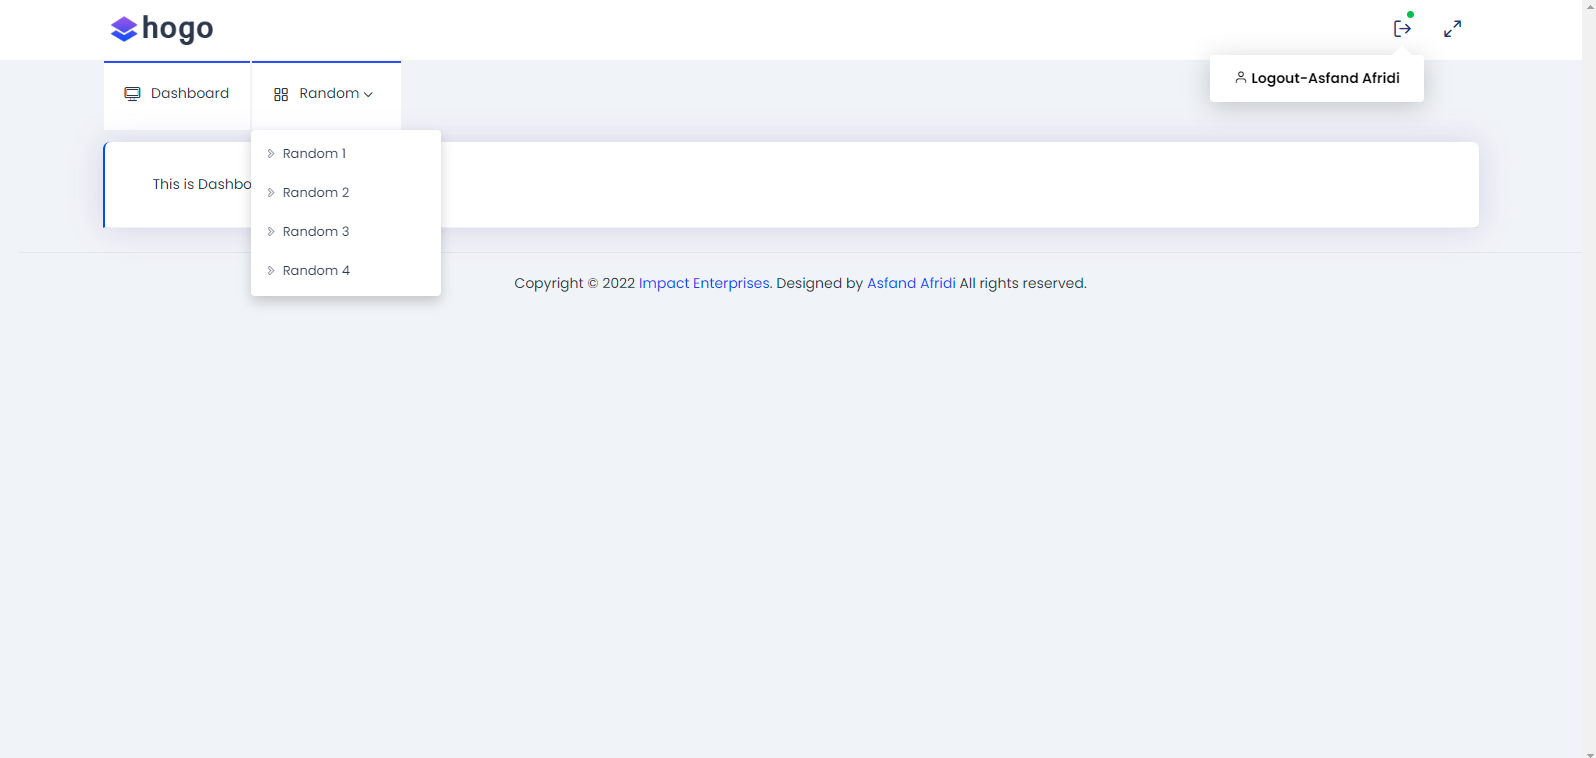 hogo
Logout-Asfand Afridi
Dashboard
Random
Random 1
Random 2
Random 3
Random 4
This is Dashbo
Copyright © 2022 Impact Enterprises. Designed by Asfand Afridi All rights reserved.